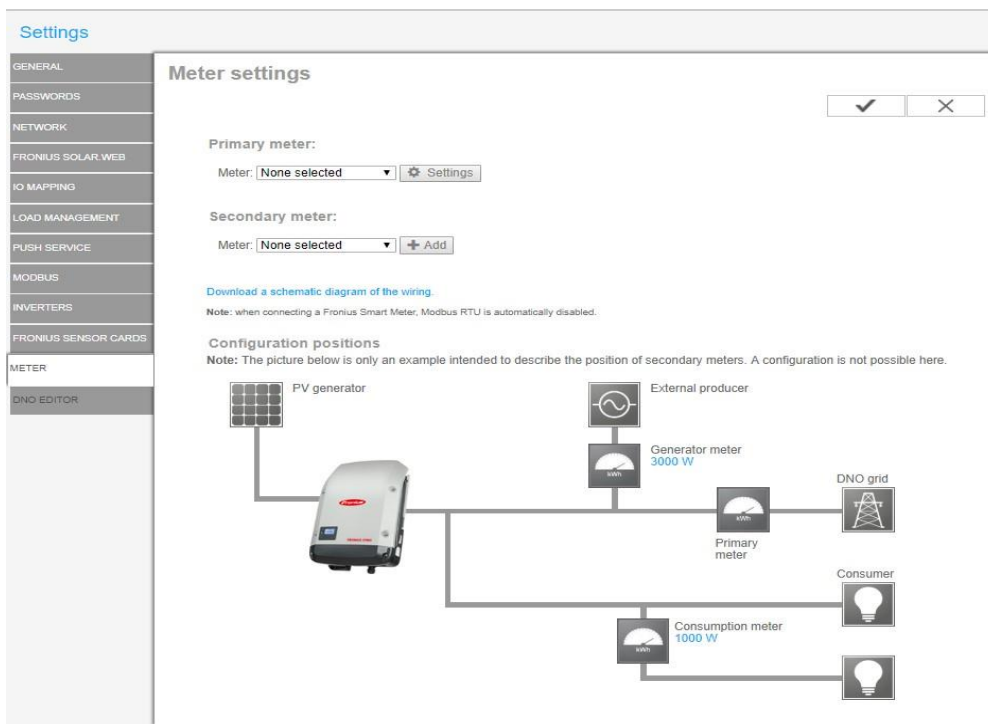 Settings
GENERAL
PASSWORDS
NETWORK
FRONIUS SOLAR.WEB
IO MAPPING
LOAD MANAGEMENT
PUSH SERVICE
MODBUS
INVERTERS
FRONIUS SENSOR CARDS
METER
DNO EDITOR
Meter settings
Primary meter:
Meter: None selected Settings
Secondary meter:
Meter: None selected Add
Download a schematic diagram of the wiring.
Note: when connecting a Fronius Smart Meter, Modbus RTU is automatically disabled.
Configuration positions
Note: The picture below is only an example intended to describe the position of secondary meters. A configuration is not possible here.
PV generator
External producer
kWh
Generator meter
3000 W
DNO grid
Fronius
kWh
Primary
meter
Consumer
kWh
Consumption meter
1000 W